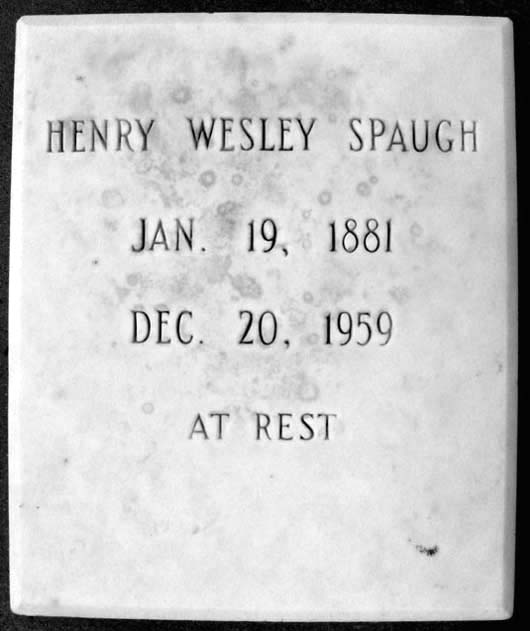 HENRY WESLEY SPAUGH
JAN. 19, 1881
DEC. 20, 1959
AT REST